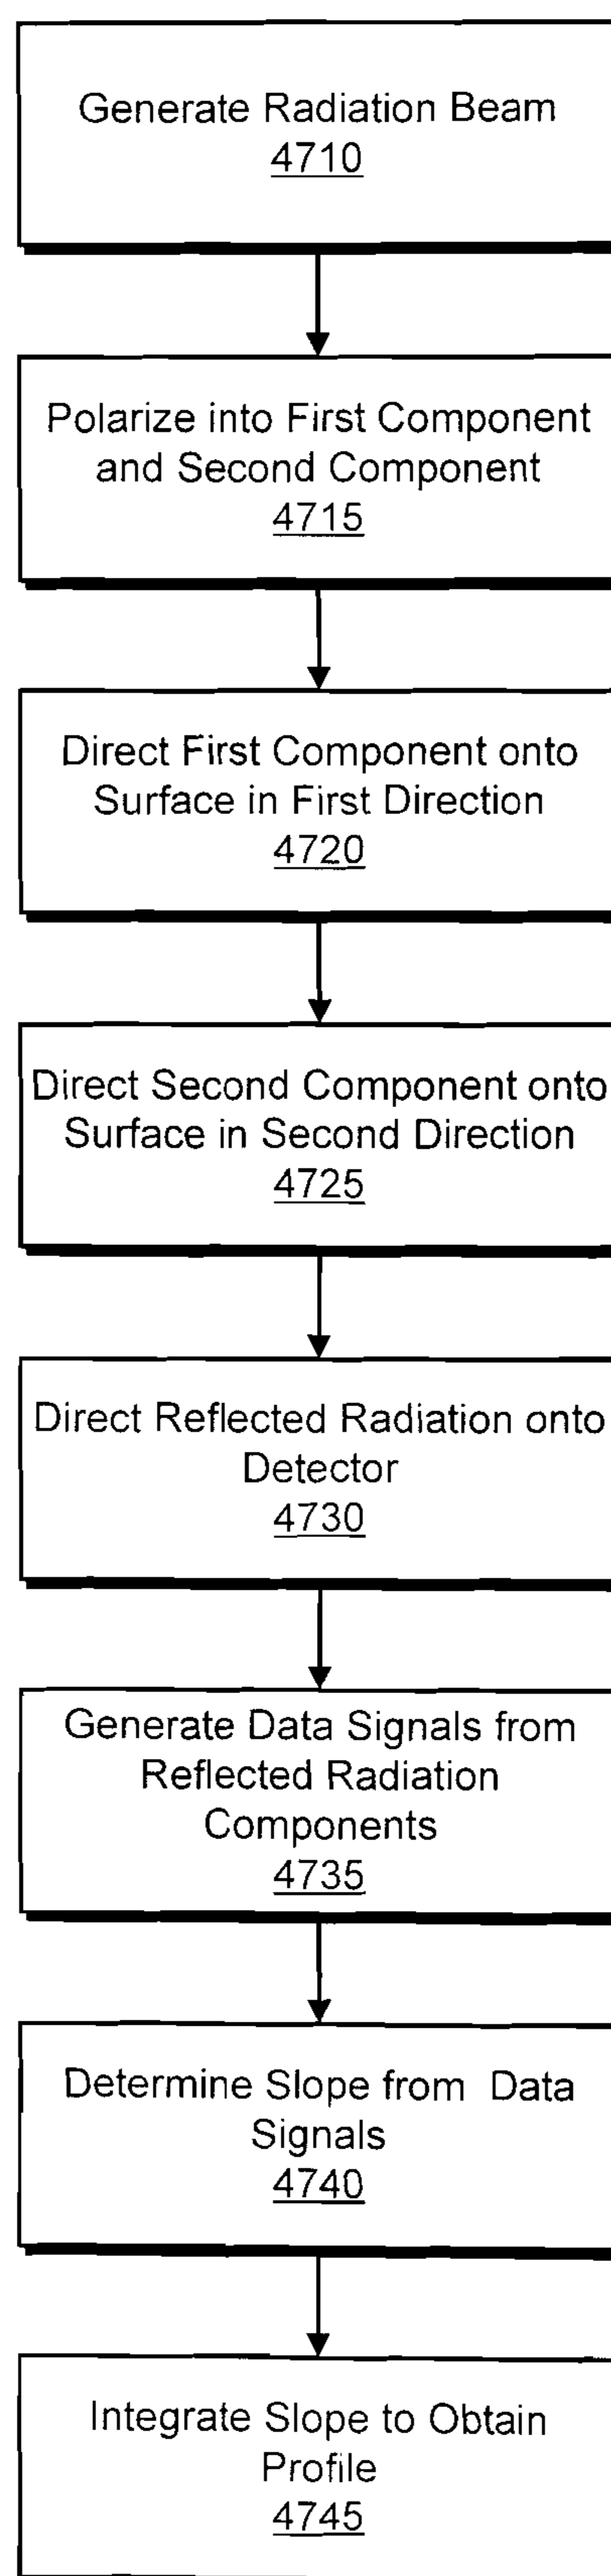 Generate Radiation Beam
4710
Polarize into First Component
and Second Component
4715
Direct First Component onto
Surface in First Direction
4720
Direct Second Component onto
Surface in Second Direction
4725
Direct Reflected Radiation onto
Detector
4730
Generate Data Signals from
Reflected Radiation
Components
4735
Determine Slope from Data
Signals
4740
Integrate Slope to Obtain
Profile
4745